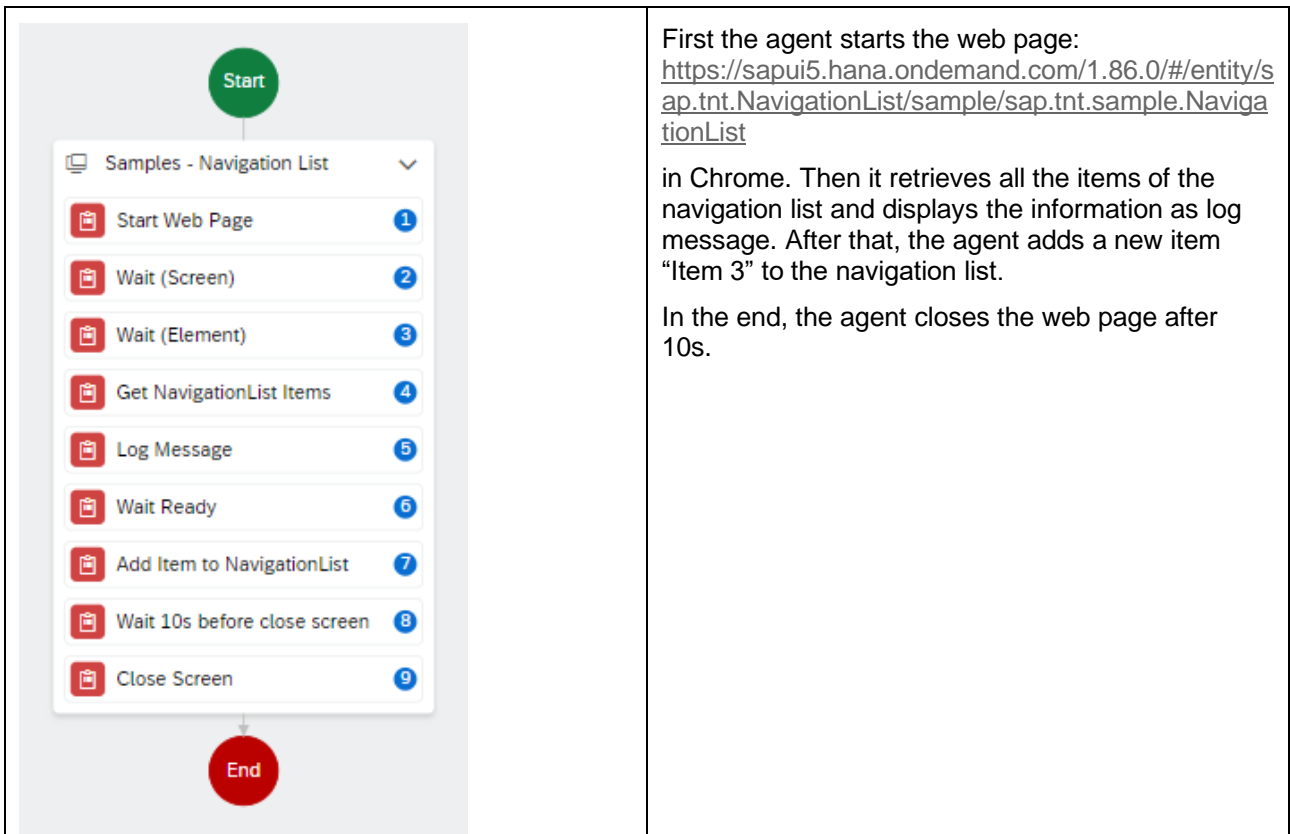 Start
Samples - Navigation List
Start Web Page 1
Wait (Screen) 2
Wait (Element) 3
Get NavigationList Items 4
Log Message 5
Wait Ready 6
Add Item to NavigationList 7
Wait 10s before close screen 8
Close Screen 9
End
First the agent starts the web page:
https://sapui5.hana.ondemand.com/1.86.0/#/entity/s
ap.tnt.NavigationList/sample/sap.tnt.sample.Naviga
tionList
in Chrome. Then it retrieves all the items of the
navigation list and displays the information as log
message. After that, the agent adds a new item
“Item 3” to the navigation list.
In the end, the agent closes the web page after
10s.